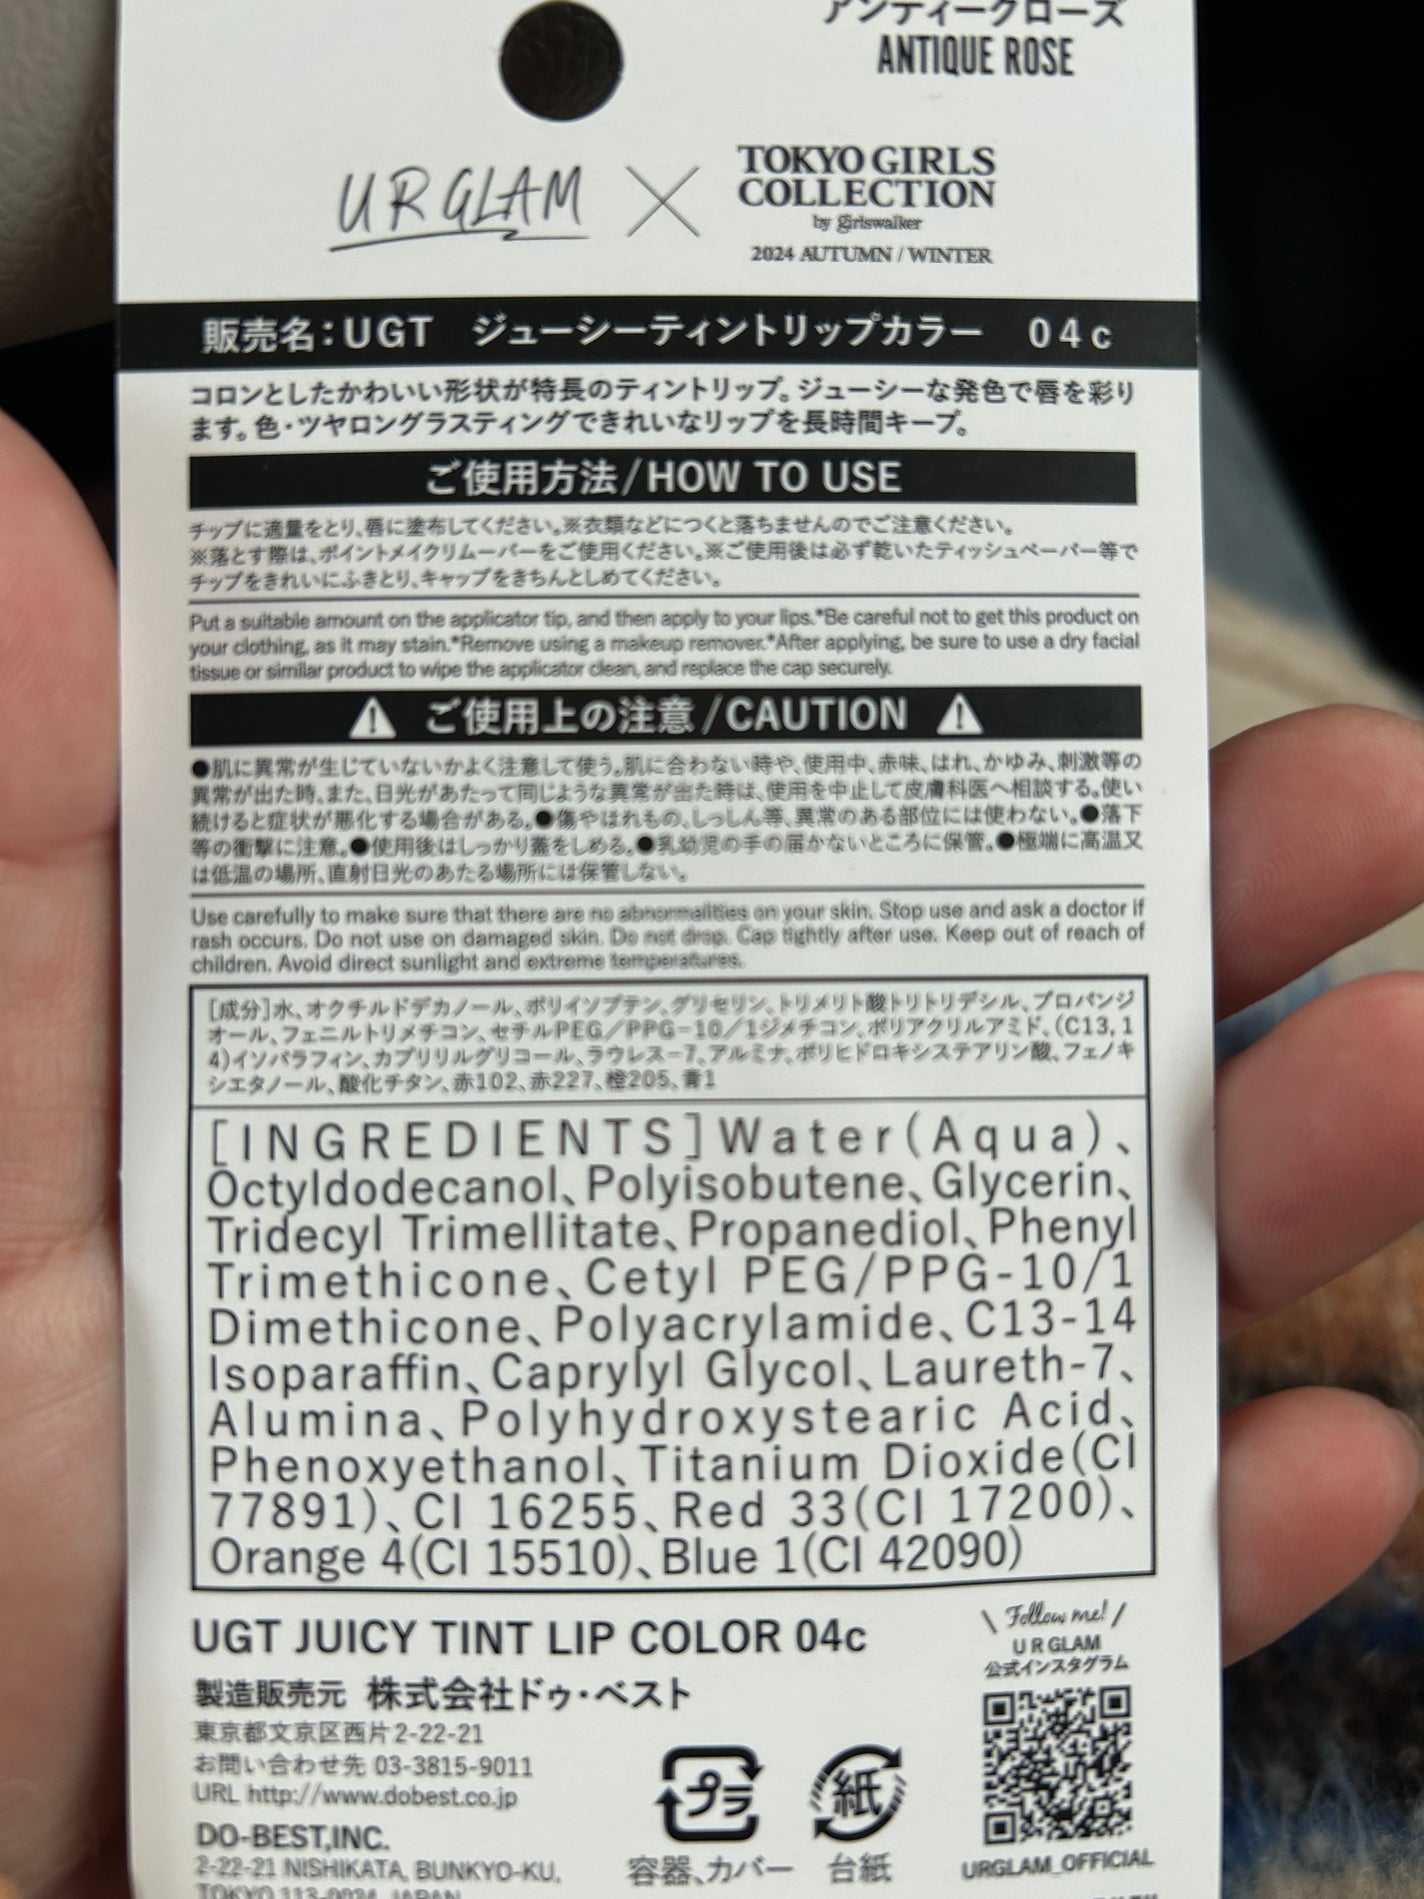 アンティークローズ
ANTIQUE ROSE
URGLAM × TOKYO GIRLS
COLLECTION
by girlswalker
2024 AUTUMN / WINTER
販売名：UGT ジューシーティントリップカラー 04c
コロンとしたかわいい形状が特長のティントリップ。ジューシーな発色で唇を彩り
ます。色・ツヤロングラスティングできれいなリップを長時間キープ。
ご使用方法/HOW TO USE
チップに適量をとり、唇に塗布してください。※衣類などにつくと落ちませんのでご注意ください。
※落とす際は、ポイントメイクリムーバーをご使用ください。※ご使用後は必ず乾いたティッシュペーパー等で
チップをきれいにふきとり、キャップをきちんとしめてください。
Put a suitable amount on the applicator tip, and then apply to your lips.*Be careful not to get this product on
your clothing, as it may stain.*Remove using a makeup remover.*After applying, be sure to use a dry facial
tissue or similar product to wipe the applicator clean, and replace the cap securely.
ご使用上の注意/CAUTION
●肌に異常が生じていないかよく注意して使う。肌に合わない時や、使用中、赤味、はれ、かゆみ、刺激等の
異常が出た時、また、日光があたって同じような異常が出た時は、使用を中止して皮膚科医へ相談する。使い
続けると症状が悪化する場合がある。●傷やはれもの、しっしん等、異常のある部位には使わない。●落下
等の衝撃に注意。●使用後はしっかり蓋をしめる。●乳幼児の手の届かないところに保管。●極端に高温又
は低温の場所、直射日光のあたる場所には保管しない。
Use carefully to make sure that there are no abnormalities on your skin. Stop use and ask a doctor if
rash occurs. Do not use on damaged skin. Do not drop. Cap tightly after use. Keep out of reach of
children. Avoid direct sunlight and extreme temperatures.
[成分]水、オクチルドデカノール、ポリイソブテン、グリセリン、トリメリト酸トリトリデシル、プロパンジ
オール、フェニルトリメチコン、セチルPEG／PPG－10／1ジメチコン、ポリアクリルアミド、(C13,1
4)イソパラフィン、カプリリルグリコール、ラウレス－7、アルミナ、ポリヒドロキシステアリン酸、フェノキ
シエタノール、酸化チタン、赤102、赤227、橙205、青1
[INGREDIENTS]Water(Aqua)、
Octyldodecanol、Polyisobutene、Glycerin、
Tridecyl Trimellitate、Propanediol、Phenyl
Trimethicone、Cetyl PEG/PPG-10/1
Dimethicone、Polyacrylamide、C13-14
Isoparaffin、Caprylyl Glycol、Laureth-7、
Alumina、Polyhydroxystearic Acid、
Phenoxyethanol、Titanium Dioxide(CI
77891)、CI 16255、Red 33(CI 17200)、
Orange 4(CI 15510)、Blue 1(CI 42090)
UGT JUICY TINT LIP COLOR 04c
製造販売元 株式会社ドゥ・ベスト
東京都文京区西片2-22-21
お問い合わせ先 03-3815-9011
URL http://www.dobest.co.jp
DO-BEST,INC.
2-22-21 NISHIKATA, BUNKYO-KU,
TOKYO 113-0024 JAPAN
プラ
容器、カバー
紙
台紙
\ Follow me! /
URGLAM
公式インスタグラム
URGLAM_OFFICIAL